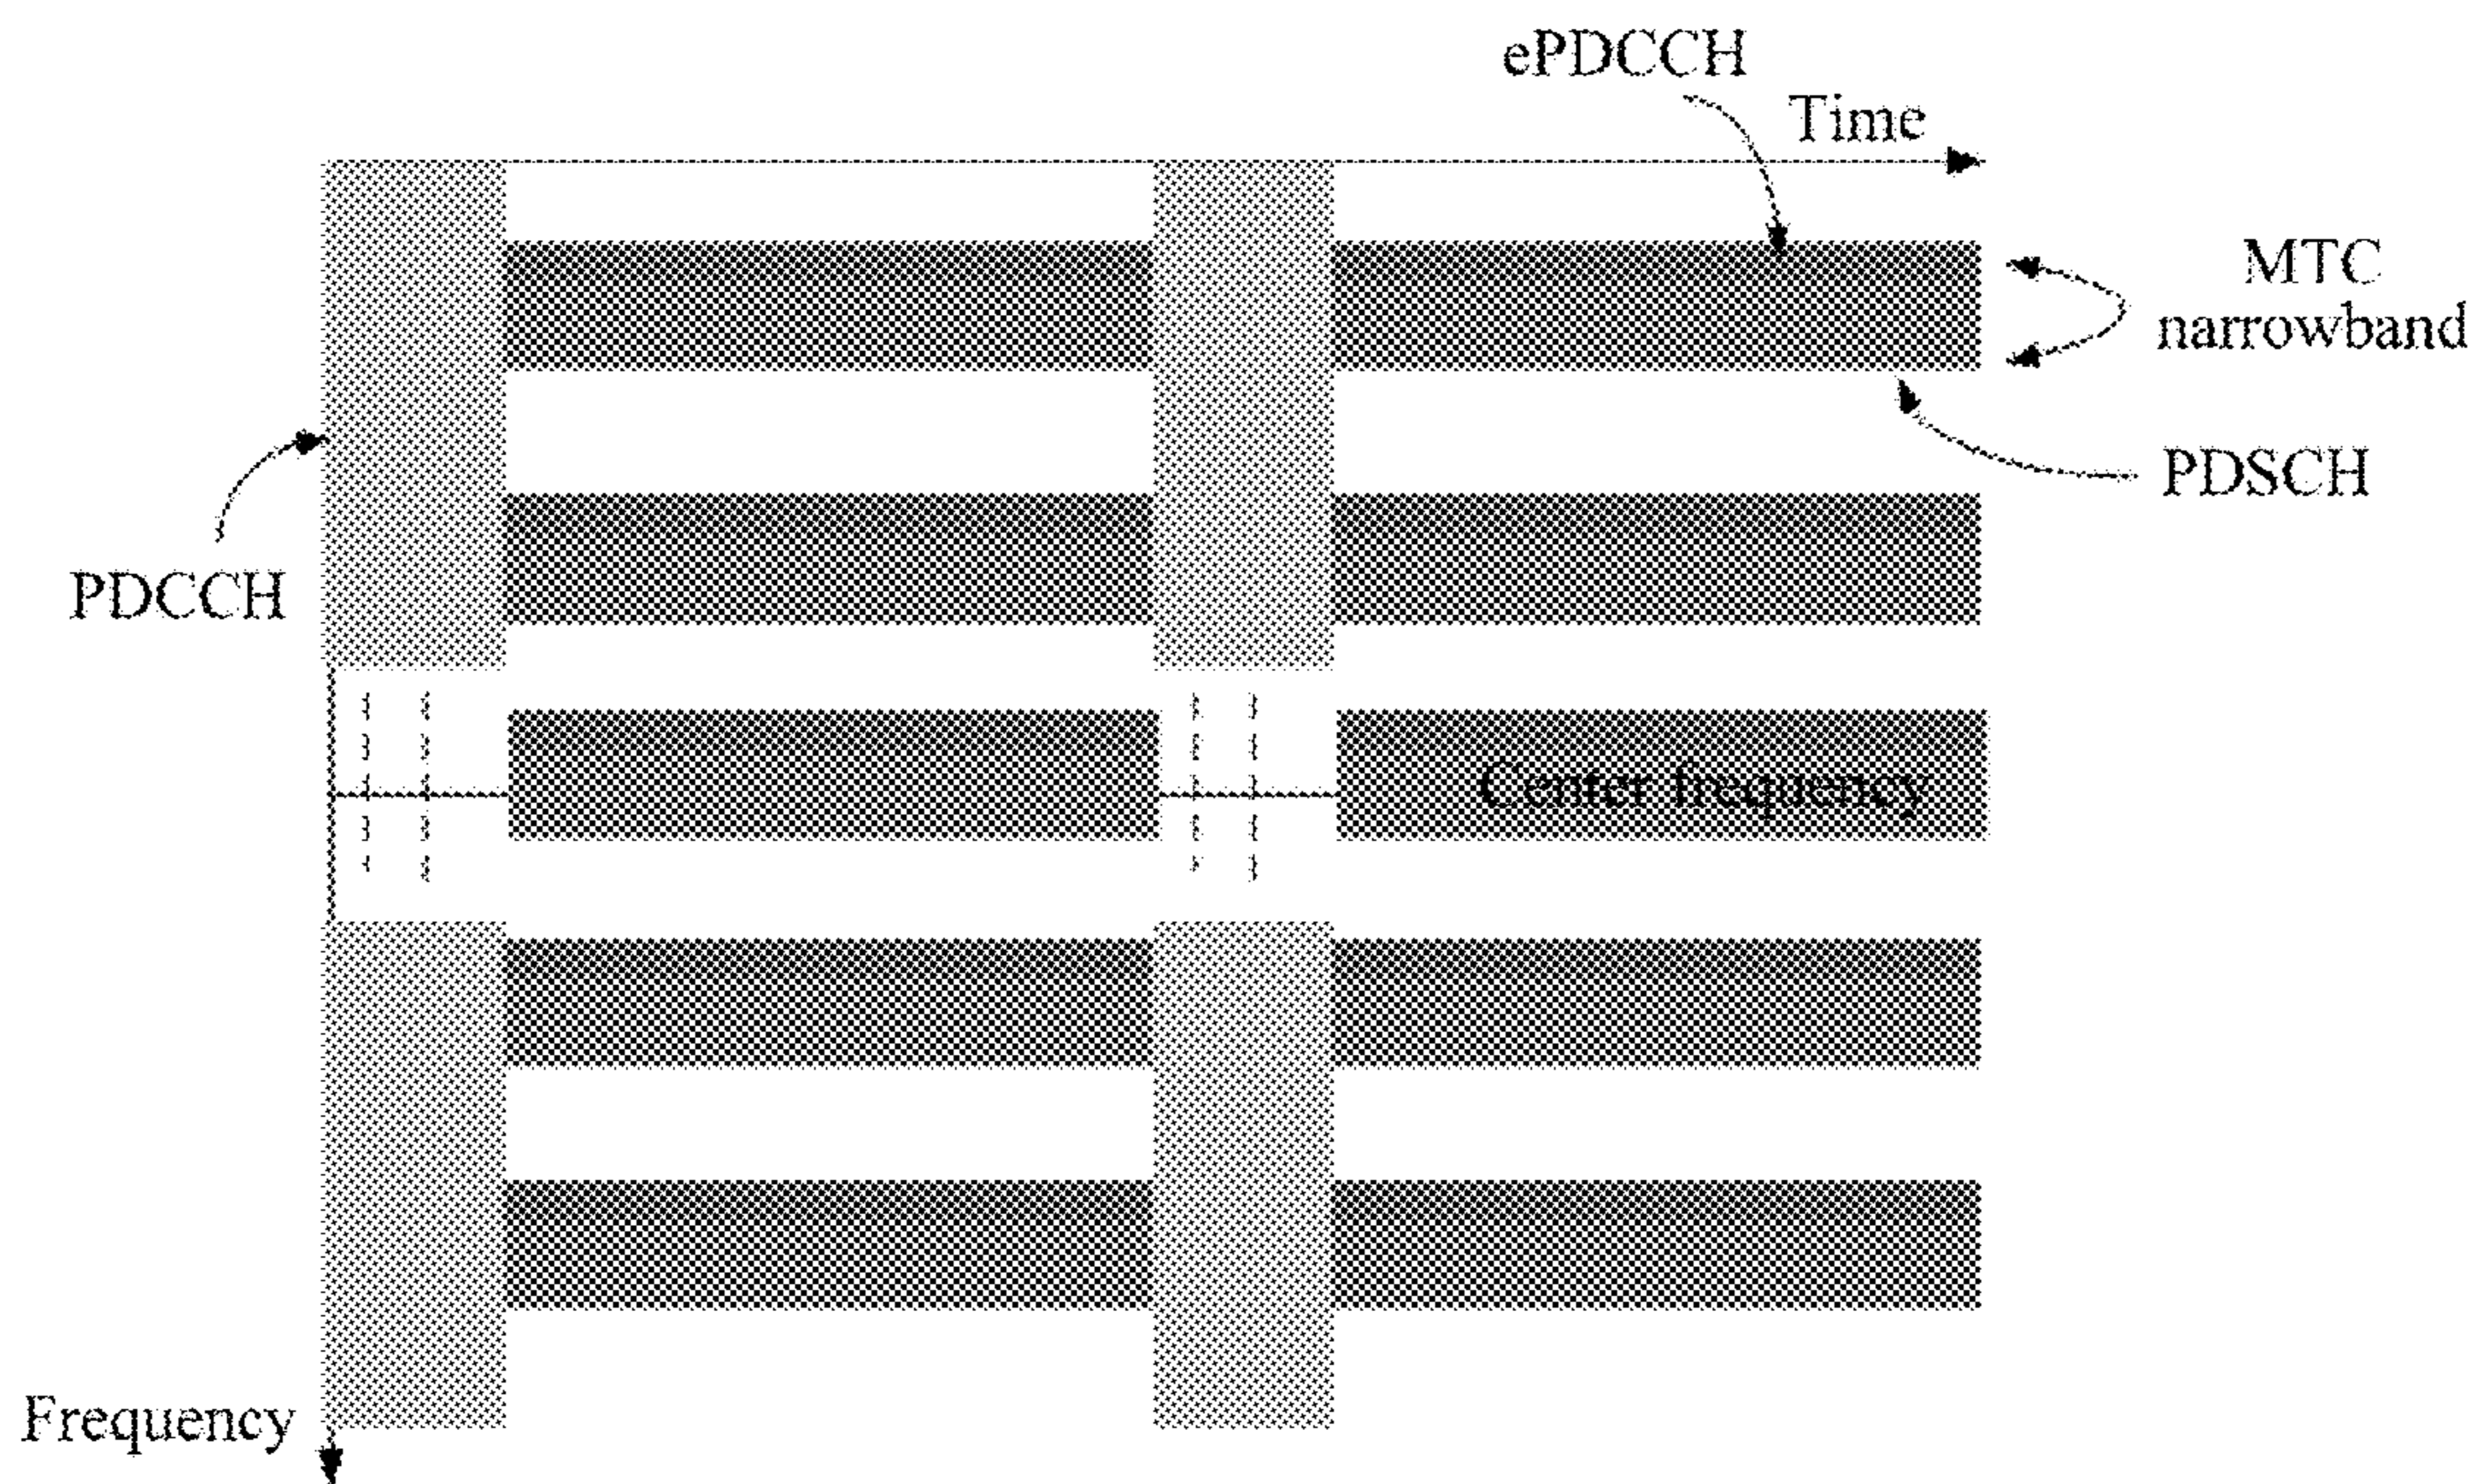 ePDCCH
Time
MTC
narrowband
PDSCH
PDCCH
Center frequency
Frequency